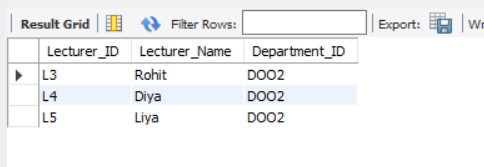 Result Grid Filter Rows: Export:
Lecturer_ID Lecturer_Name Department_ID
L3 Rohit DOO2
L4 Diya DOO2
L5 Liya DOO2